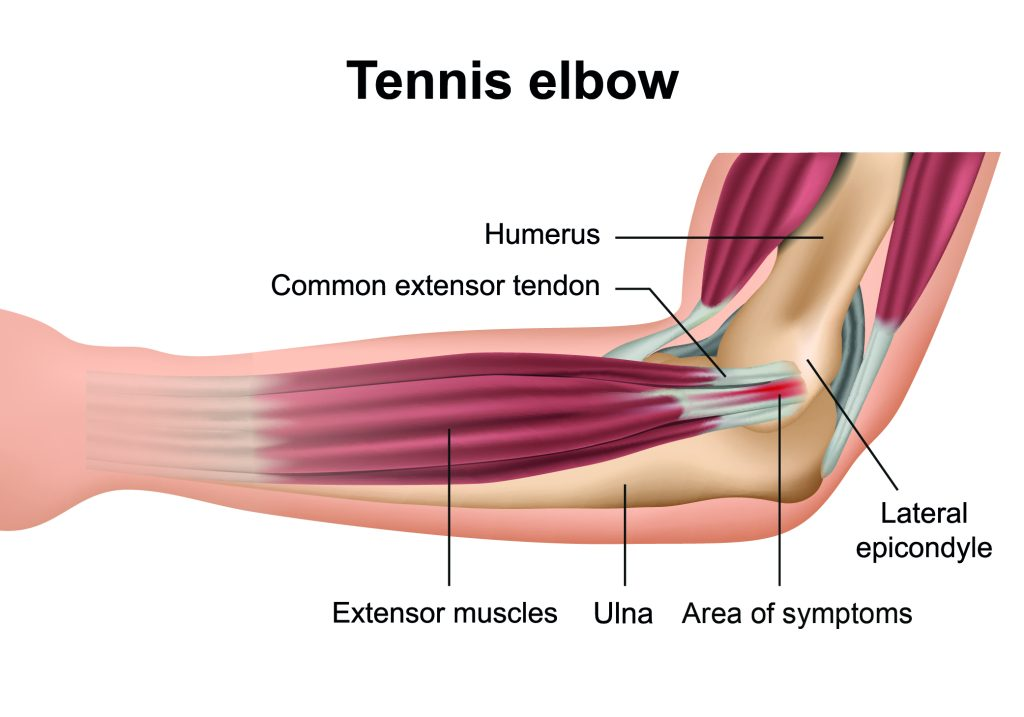 Tennis elbow
Humerus
Common extensor tendon
Lateral
epicondyle
Extensor muscles
Ulna
Area of symptoms